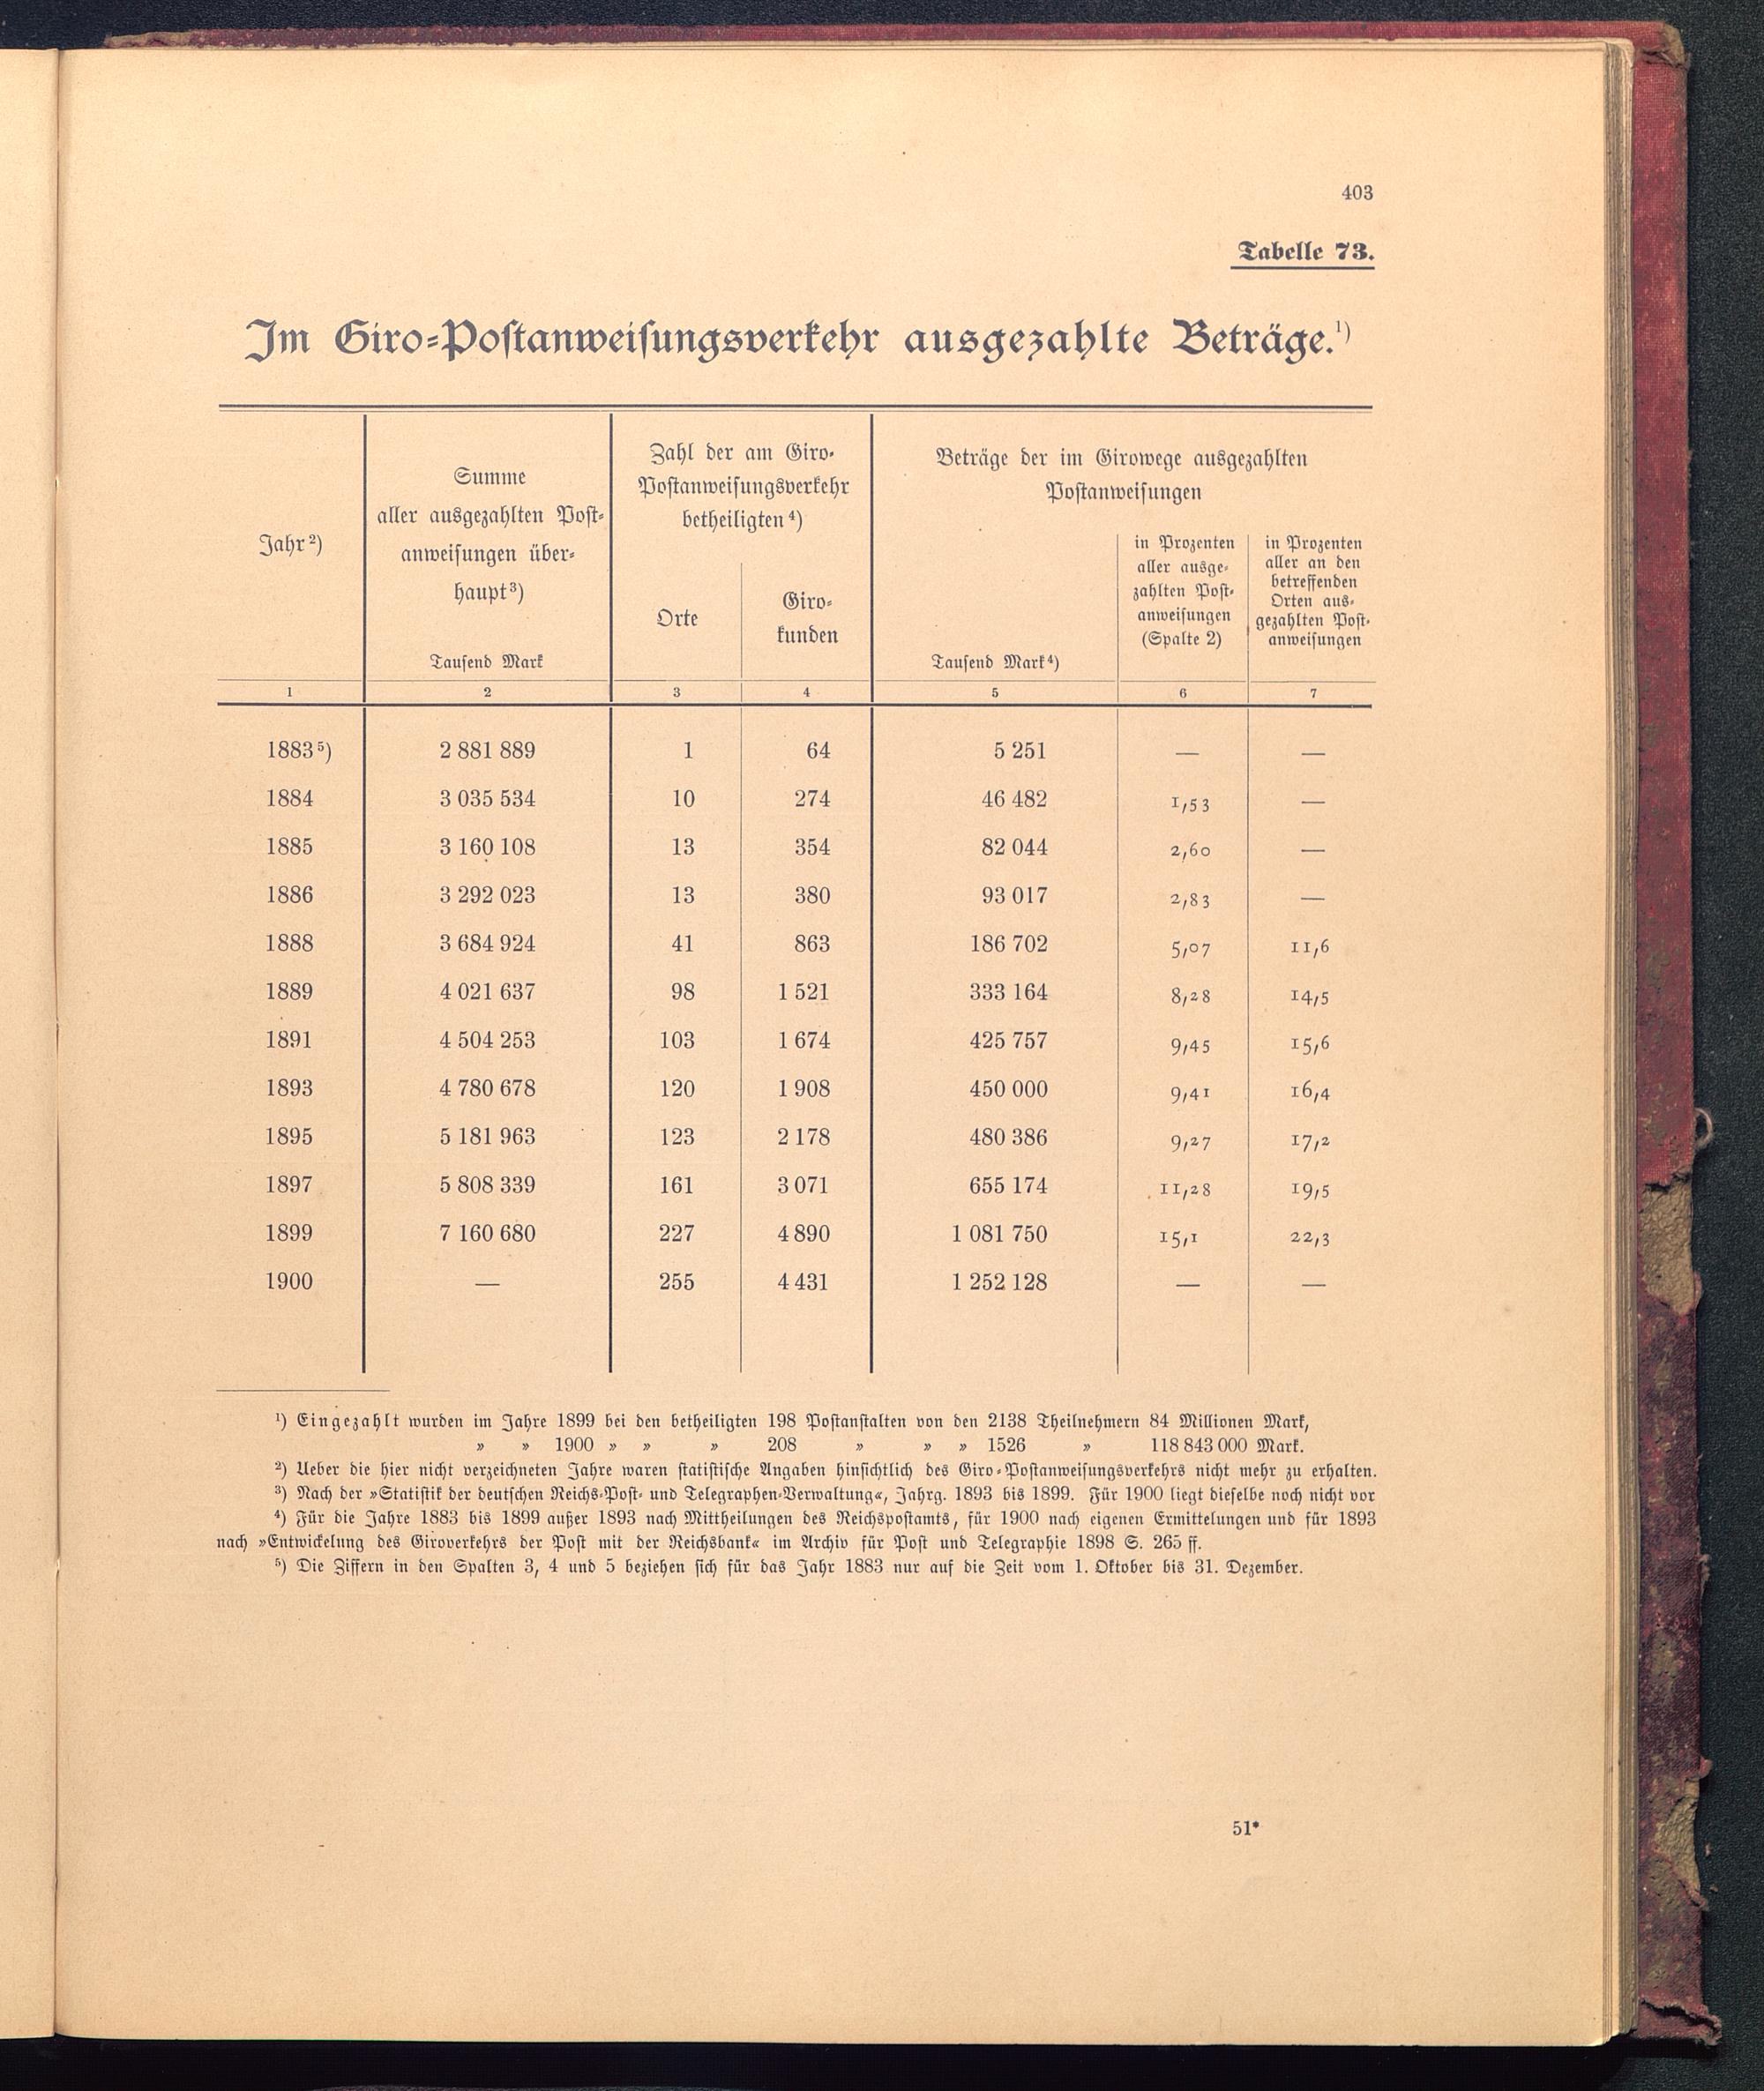 403
Tabelle 73.
Im Giro-Postanweisungsverkehr ausgezahlte Beträge.¹)
Jahr²)
Summe
aller ausgezahlten Post-
anweisungen über-
haupt³)
Tausend Mark
Zahl der am Giro-
Postanweisungsverkehr
betheiligten⁴)
Orte
Giro-
kunden
Beträge der im Girowege ausgezahlten
Postanweisungen
Tausend Mark⁴)
in Prozenten
aller ausge-
zahlten Post-
anweisungen
(Spalte 2)
in Prozenten
aller an den
betreffenden
Orten aus-
gezahlten Post-
anweisungen
1 2 3 4 5 6 7
1883⁵) 2 881 889 1 64 5 251 — —
1884 3 035 534 10 274 46 482 1,53 —
1885 3 160 108 13 354 82 044 2,60 —
1886 3 292 023 13 380 93 017 2,83 —
1888 3 684 924 41 863 186 702 5,07 11,6
1889 4 021 637 98 1 521 333 164 8,28 14,5
1891 4 504 253 103 1 674 425 757 9,45 15,6
1893 4 780 678 120 1 908 450 000 9,41 16,4
1895 5 181 963 123 2 178 480 386 9,27 17,2
1897 5 808 339 161 3 071 655 174 11,28 19,5
1899 7 160 680 227 4 890 1 081 750 15,1 22,3
1900 — 255 4 431 1 252 128 — —
¹) Eingezahlt wurden im Jahre 1899 bei den betheiligten 198 Postanstalten von den 2138 Theilnehmern 84 Millionen Mark,
» » 1900 » » » 208 » » » 1526 » 118 843 000 Mark.
²) Ueber die hier nicht verzeichneten Jahre waren statistische Angaben hinsichtlich des Giro-Postanweisungsverkehrs nicht mehr zu erhalten.
³) Nach der »Statistik der deutschen Reichs-Post- und Telegraphen-Verwaltung«, Jahrg. 1893 bis 1899. Für 1900 liegt dieselbe noch nicht vor
⁴) Für die Jahre 1883 bis 1899 außer 1893 nach Mittheilungen des Reichspostamts, für 1900 nach eigenen Ermittelungen und für 1893
nach »Entwickelung des Giroverkehrs der Post mit der Reichsbank« im Archiv für Post und Telegraphie 1898 S. 265 ff.
⁵) Die Ziffern in den Spalten 3, 4 und 5 beziehen sich für das Jahr 1883 nur auf die Zeit vom 1. Oktober bis 31. Dezember.
51*